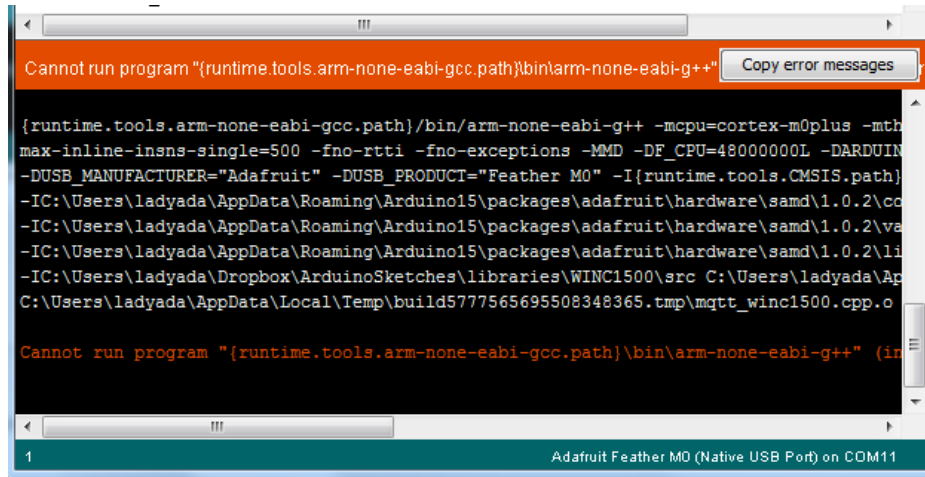 Cannot run program "{runtime.tools.arm-none-eabi-gcc.path}\bin\arm-none-eabi-g++"
Copy error messages
{runtime.tools.arm-none-eabi-gcc.path}/bin/arm-none-eabi-g++ -mcpu=cortex-m0plus -mth
max-inline-insns-single=500 -fno-rtti -fno-exceptions -MMD -DF_CPU=48000000L -DARDUIN
-DUSB_MANUFACTURER="Adafruit" -DUSB_PRODUCT="Feather M0" -I{runtime.tools.CMSIS.path}
-IC:\Users\ladyada\AppData\Roaming\Arduino15\packages\adafruit\hardware\samd\1.0.2\co
-IC:\Users\ladyada\AppData\Roaming\Arduino15\packages\adafruit\hardware\samd\1.0.2\va
-IC:\Users\ladyada\AppData\Roaming\Arduino15\packages\adafruit\hardware\samd\1.0.2\li
-IC:\Users\ladyada\Dropbox\ArduinoSketches\libraries\WINC1500\src C:\Users\ladyada\Ap
C:\Users\ladyada\AppData\Local\Temp\build5777565695508348365.tmp\mqtt_winc1500.cpp.o
Cannot run program "{runtime.tools.arm-none-eabi-gcc.path}\bin\arm-none-eabi-g++" (in
1
Adafruit Feather M0 (Native USB Port) on COM11